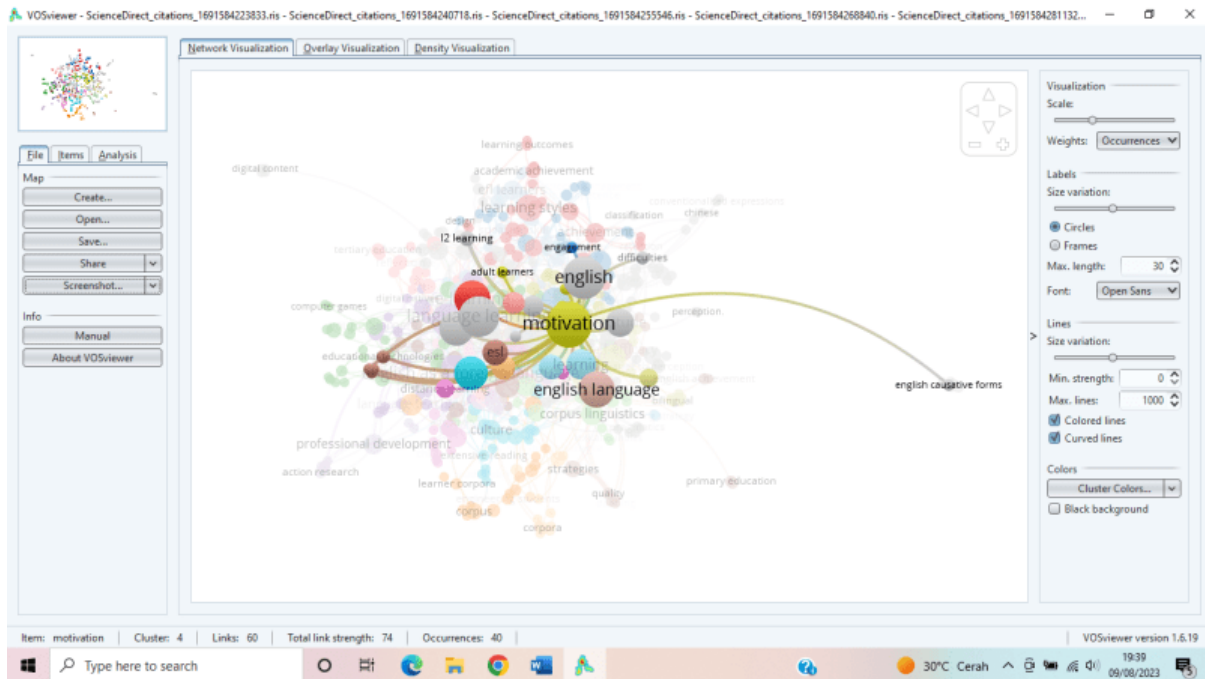 VOSviewer - ScienceDirect_citations_1691584223833.ris - ScienceDirect_citations_1691584240718.ris - ScienceDirect_citations_1691584255546.ris - ScienceDirect_citations_1691584268840.ris - ScienceDirect_citations_1691584281132...
Network Visualization
Overlay Visualization
Density Visualization
File
Items
Analysis
Map
Create...
Open...
Save...
Share
Screenshot...
Info
Manual
About VOSviewer
learning outcomes
digital content
academic achievement
efl learners
learning styles
conventional expressions
classification
chinese
design
achievement
l2 learning
engagement
tertiary education
difficulties
adult learners
english
computer games
digital
language
motivation
perception
esl
educational technologies
learning
english causative forms
distance learning
english language
bilingual
corpus linguistics
culture
professional development
extensive reading
action research
strategies
learner corpora
primary education
quality
corpus
corpora
Visualization
Scale:
Weights: Occurrences
Labels
Size variation:
Circles
Frames
Max. length: 30
Font: Open Sans
Lines
Size variation:
Min. strength: 0
Max. lines: 1000
Colored lines
Curved lines
Colors
Cluster Colors...
Black background
Item: motivation | Cluster: 4 | Links: 60 | Total link strength: 74 | Occurrences: 40
VOSviewer version 1.6.19
Type here to search
30°C Cerah
19:39
09/08/2023